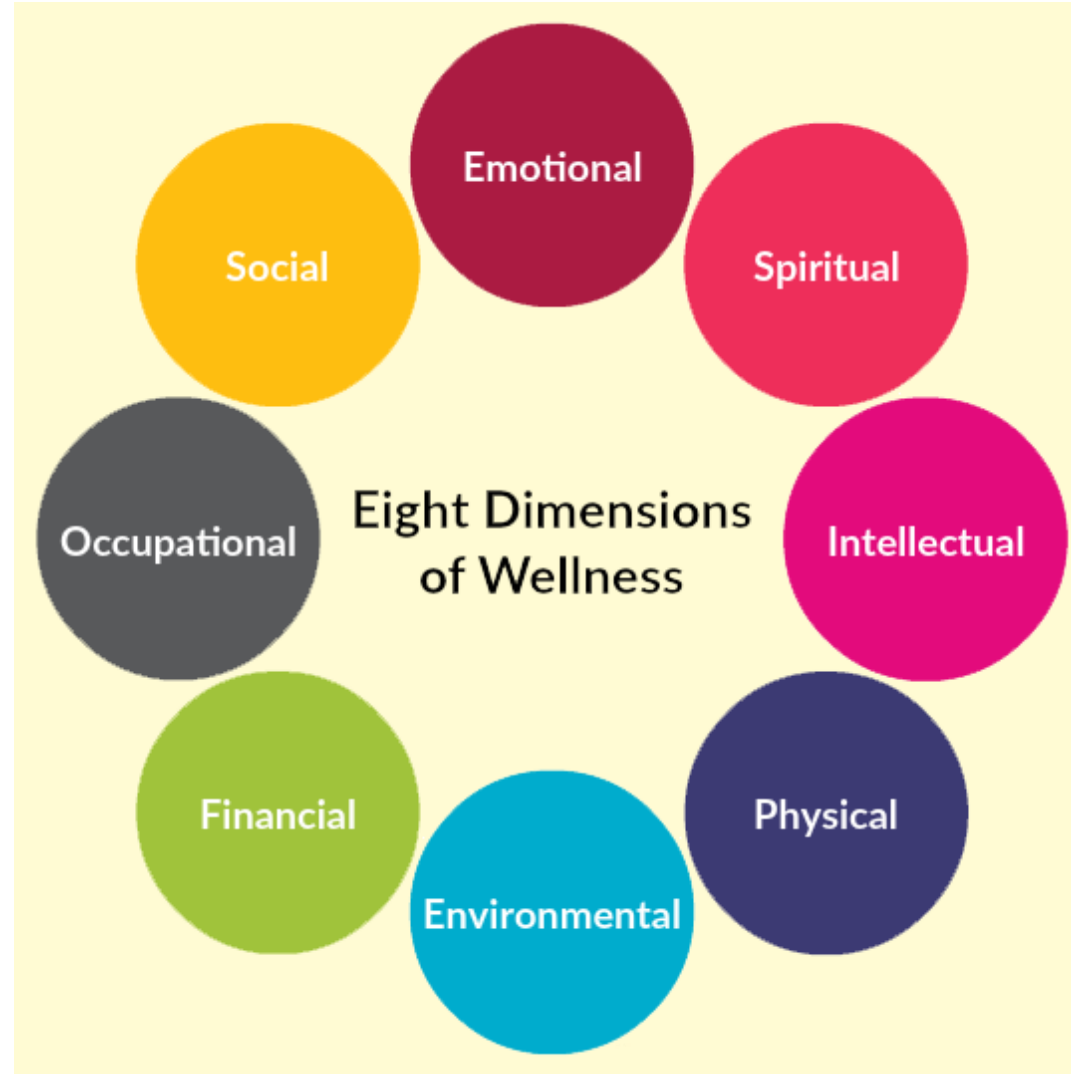 Emotional
Social
Spiritual
Occupational
Eight Dimensions
of Wellness
Intellectual
Financial
Physical
Environmental